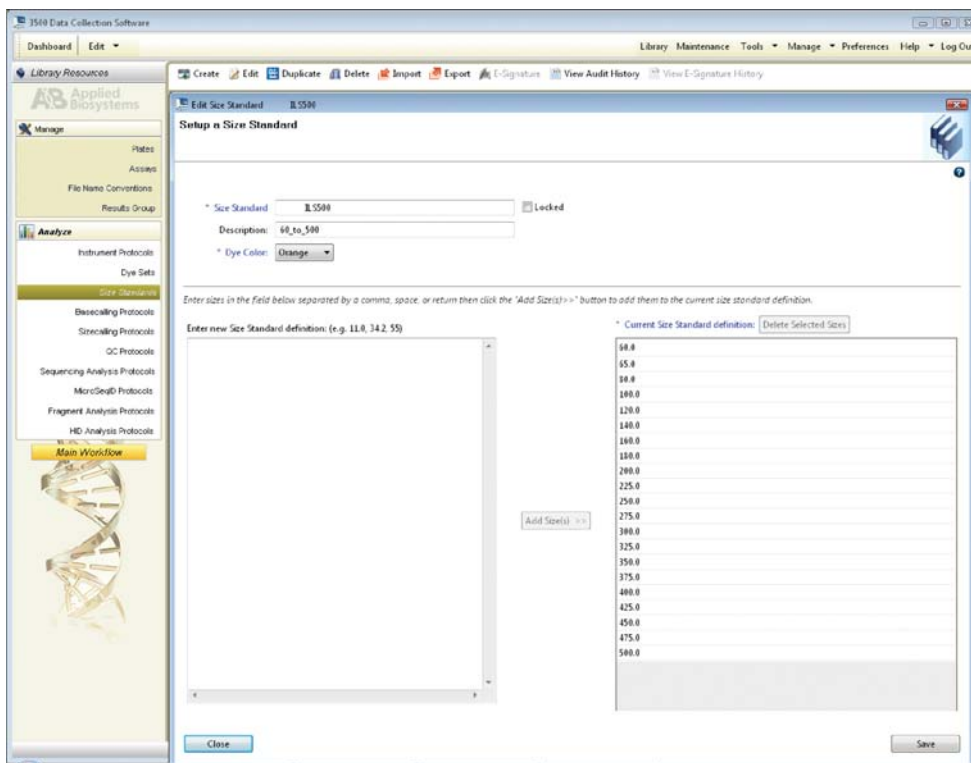 3500 Data Collection Software
Dashboard Edit Library Maintenance Tools Manage Preferences Help Log Ou
Library Resources
Create Edit Duplicate Delete Import Export E-Signature View Audit History View E-Signature History
AB Applied Biosystems
Edit Size Standard ILS500
Setup a Size Standard
Manage
Plates
Assays
File Name Conventions
Results Group
Analyze
Instrument Protocols
Dye Sets
Size Standards
Basecalling Protocols
Sizecalling Protocols
QC Protocols
Sequencing Analysis Protocols
MicroSeqID Protocols
Fragment Analysis Protocols
HID Analysis Protocols
Main Workflow
* Size Standard ILS500 Locked
Description: 60_to_500
* Dye Color: Orange
Enter sizes in the field below separated by a comma, space, or return then click the "Add Size(s)>>" button to add them to the current size standard definition.
Enter new Size Standard definition: (e.g. 11.0, 34.2, 55)
* Current Size Standard definition: Delete Selected Sizes
60.0
65.0
80.0
100.0
120.0
140.0
160.0
180.0
200.0
225.0
250.0
275.0
300.0
325.0
350.0
375.0
400.0
425.0
450.0
475.0
500.0
Add Size(s) >>
Close
Save